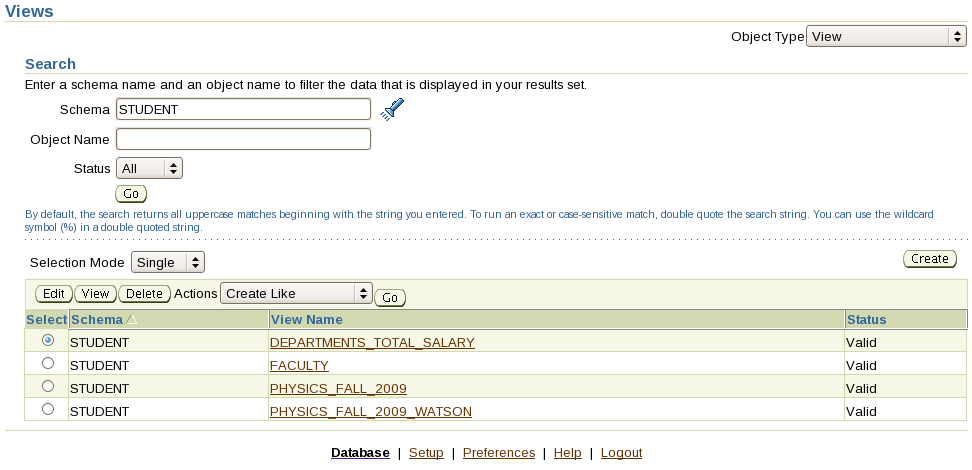 Views
Object Type View
Search
Enter a schema name and an object name to filter the data that is displayed in your results set.
Schema STUDENT
Object Name
Status All
Go
By default, the search returns all uppercase matches beginning with the string you entered. To run an exact or case-sensitive match, double quote the search string. You can use the wildcard
symbol (%) in a double quoted string.
Selection Mode Single Create
Edit View Delete Actions Create Like Go
Select Schema View Name Status
STUDENT DEPARTMENTS_TOTAL_SALARY Valid
STUDENT FACULTY Valid
STUDENT PHYSICS_FALL_2009 Valid
STUDENT PHYSICS_FALL_2009_WATSON Valid
Database | Setup | Preferences | Help | Logout